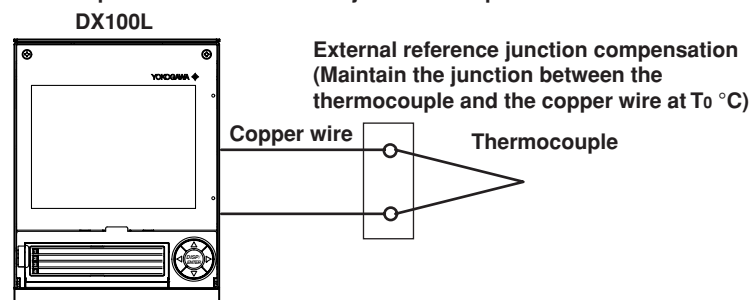 DX100L
YOKOGAWA
External reference junction compensation
(Maintain the junction between the
thermocouple and the copper wire at T0 °C)
Copper wire
Thermocouple
DISP/
ENTER